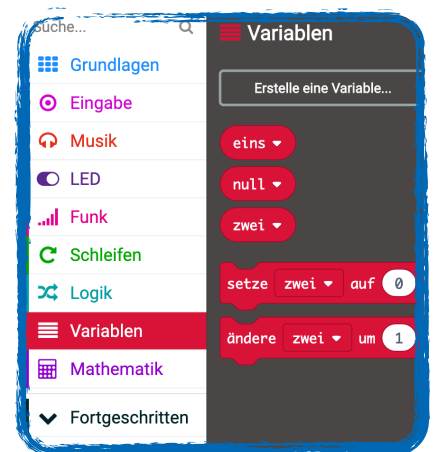 Suche...
Grundlagen
Eingabe
Musik
LED
Funk
Schleifen
Logik
Variablen
Mathematik
Fortgeschritten
Variablen
Erstelle eine Variable...
eins
null
zwei
setze zwei auf 0
ändere zwei um 1